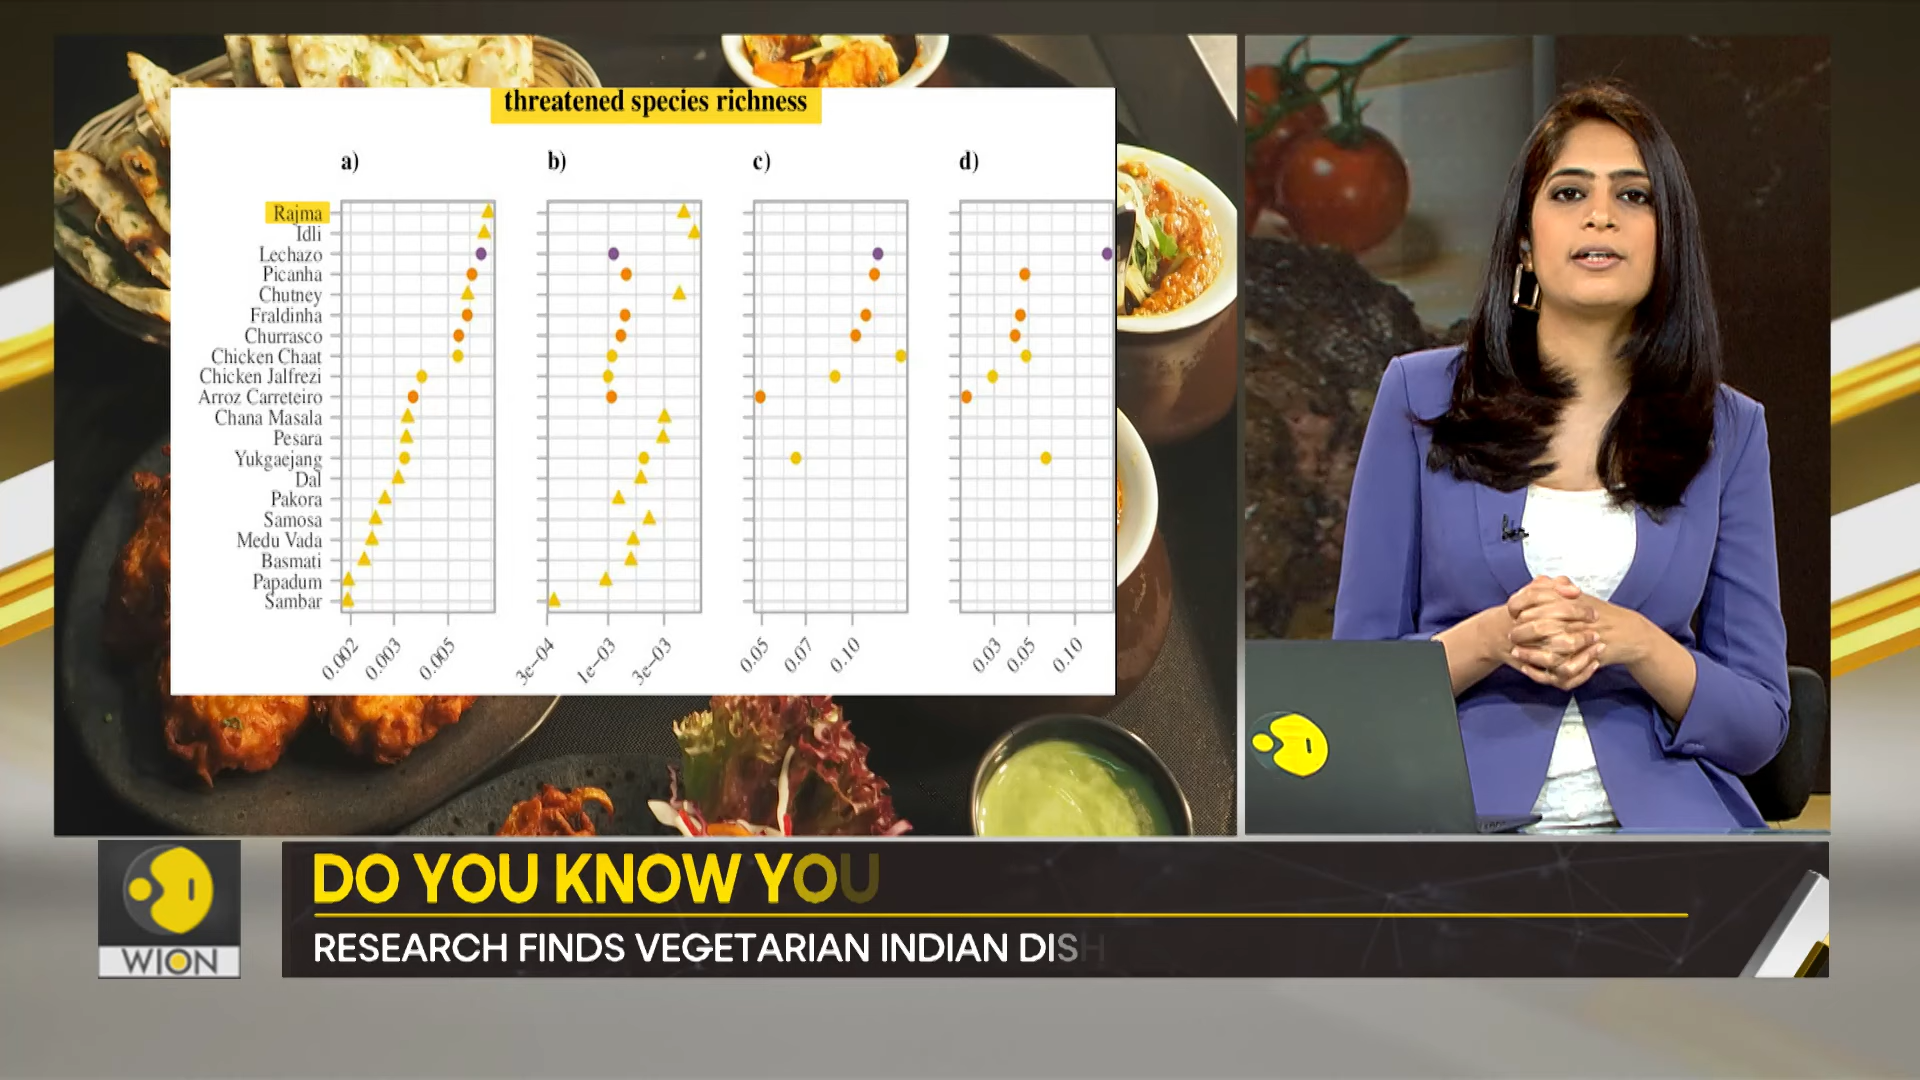 threatened species richness
a) b) c) d)
Rajma
Idli
Lechazo
Picanha
Chutney
Fraldinha
Churrasco
Chicken Chaat
Chicken Jalfrezi
Arroz Carreteiro
Chana Masala
Pesara
Yukgaejang
Dal
Pakora
Samosa
Medu Vada
Basmati
Papadum
Sambar
0.002 0.003 0.005 3e-04 1e-03 3e-03 0.05 0.07 0.10 0.03 0.05 0.10
DO YOU KNOW YOU
RESEARCH FINDS VEGETARIAN INDIAN DISH
WION